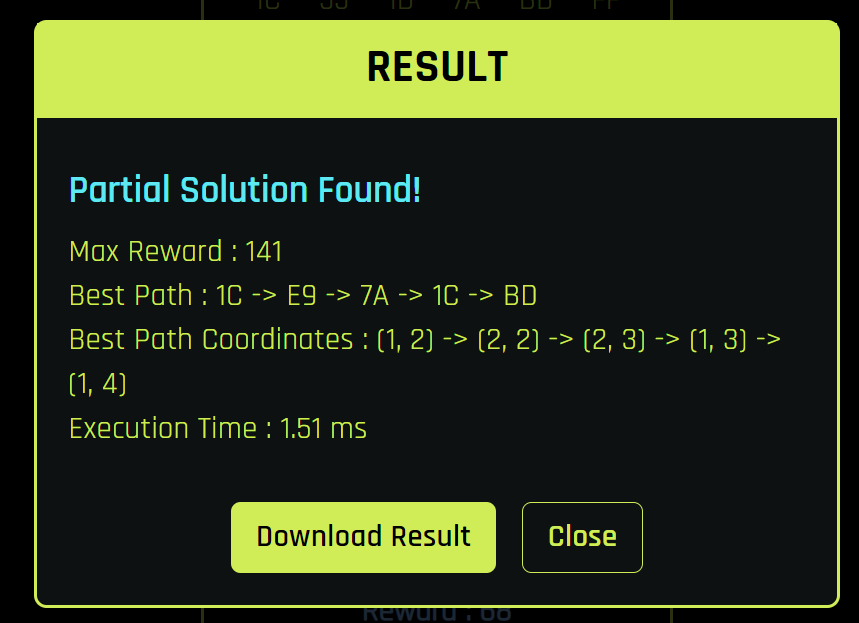 1C 55 1D 7A BD FF
RESULT
Partial Solution Found!
Max Reward : 141
Best Path : 1C -> E9 -> 7A -> 1C -> BD
Best Path Coordinates : (1, 2) -> (2, 2) -> (2, 3) -> (1, 3) ->
(1, 4)
Execution Time : 1.51 ms
Download Result
Close
Reward : 68